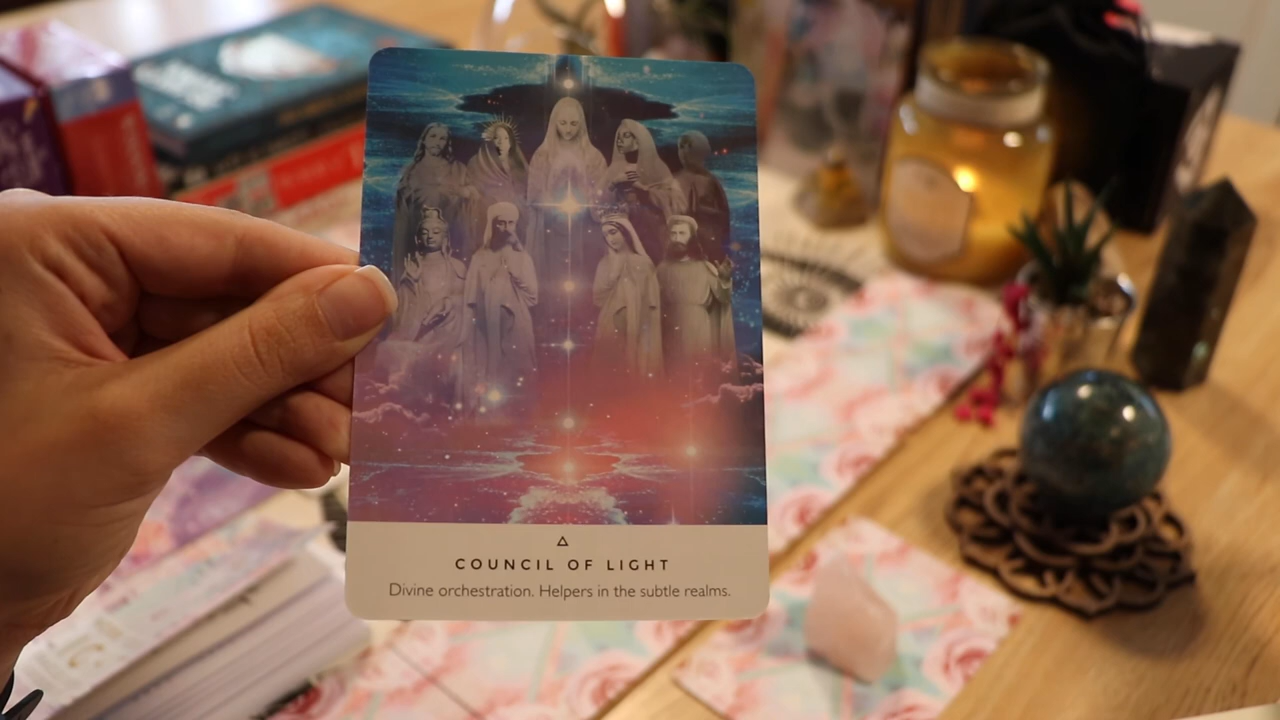 COUNCIL OF LIGHT
Divine orchestration. Helpers in the subtle realms.